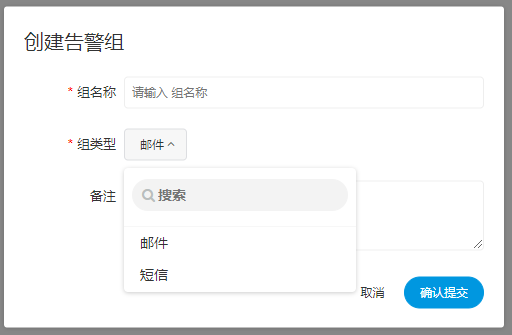 创建告警组
* 组名称 请输入 组名称
* 组类型 邮件
备注
搜索
邮件
短信
取消 确认提交